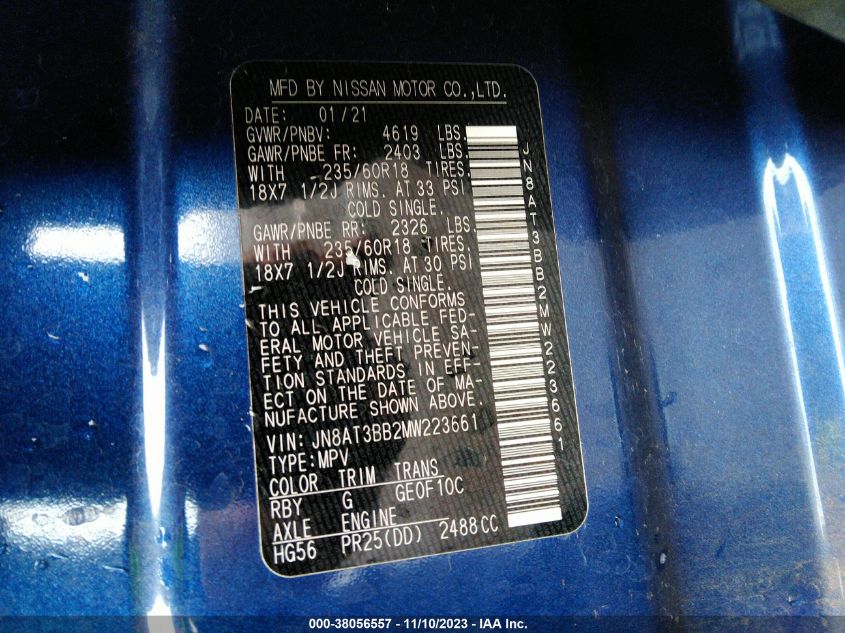 MFD BY NISSAN MOTOR CO.,LTD.
DATE: 01/21
GVWR/PNBV: 4619 LBS.
GAWR/PNBE FR: 2403 LBS.
WITH 235/60R18 TIRES.
18X7 1/2J RIMS. AT 33 PSI
COLD SINGLE.
GAWR/PNBE RR: 2326 LBS.
WITH 235/60R18 TIRES.
18X7 1/2J RIMS. AT 30 PSI
COLD SINGLE.
THIS VEHICLE CONFORMS
TO ALL APPLICABLE FED-
ERAL MOTOR VEHICLE SA-
FETY AND THEFT PREVEN-
TION STANDARDS IN EFF-
ECT ON THE DATE OF MA-
NUFACTURE SHOWN ABOVE.
VIN: JN8AT3BB2MW223661
TYPE:MPV
COLOR TRIM TRANS
RBY G GE0F10C
AXLE ENGINE
HG56 PR25(DD) 2488CC
JN8AT3BB2MW223661
000-38056557 - 11/10/2023 - IAA Inc.